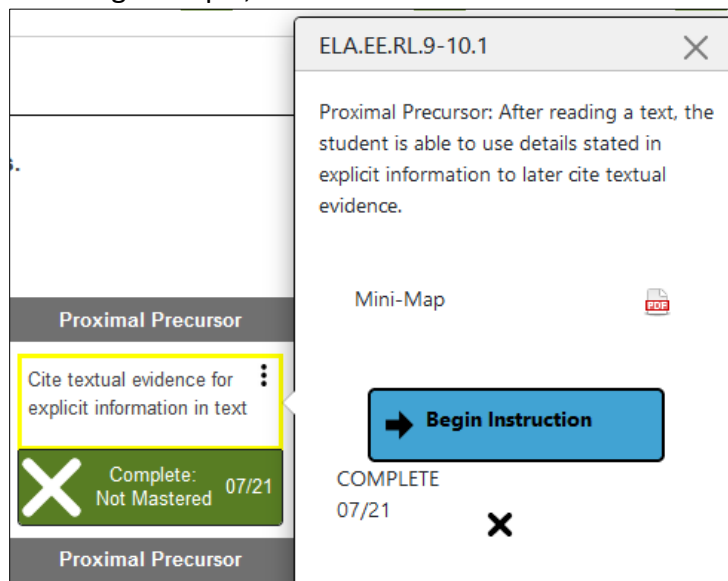 ELA.EE.RL.9-10.1
Proximal Precursor: After reading a text, the
student is able to use details stated in
explicit information to later cite textual
evidence.
Mini-Map
PDF
Begin Instruction
COMPLETE
07/21
s.
Proximal Precursor
Cite textual evidence for
explicit information in text
Complete:
Not Mastered
07/21
Proximal Precursor